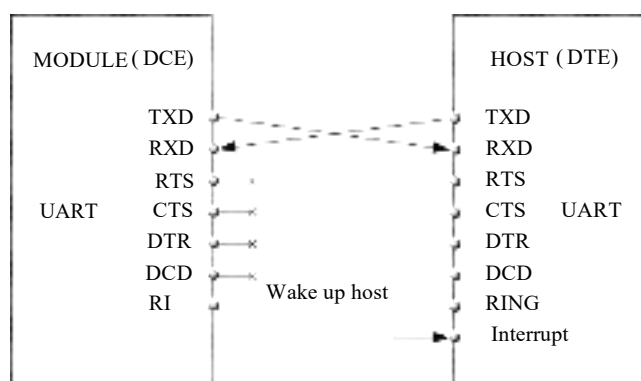 MODULE ( DCE)
HOST ( DTE)
TXD
TXD
RXD
RXD
RTS
RTS
UART
CTS
CTS
UART
DTR
DTR
DCD
DCD
Wake up host
RI
RING
Interrupt